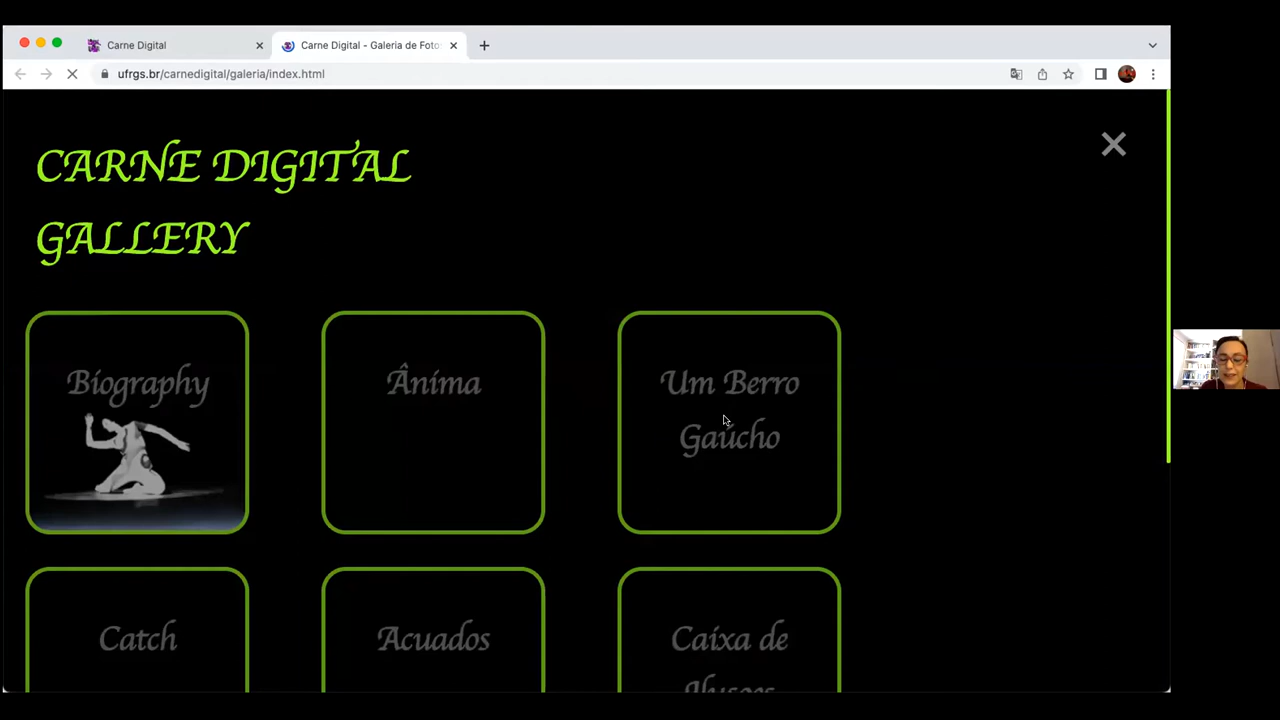 Carne Digital
Carne Digital - Galeria de Fotos
ufrgs.br/carnedigital/galeria/index.html
CARNE DIGITAL
GALLERY
Biography
Ânima
Um Berro
Gaúcho
Catch
Acuados
Caixa de